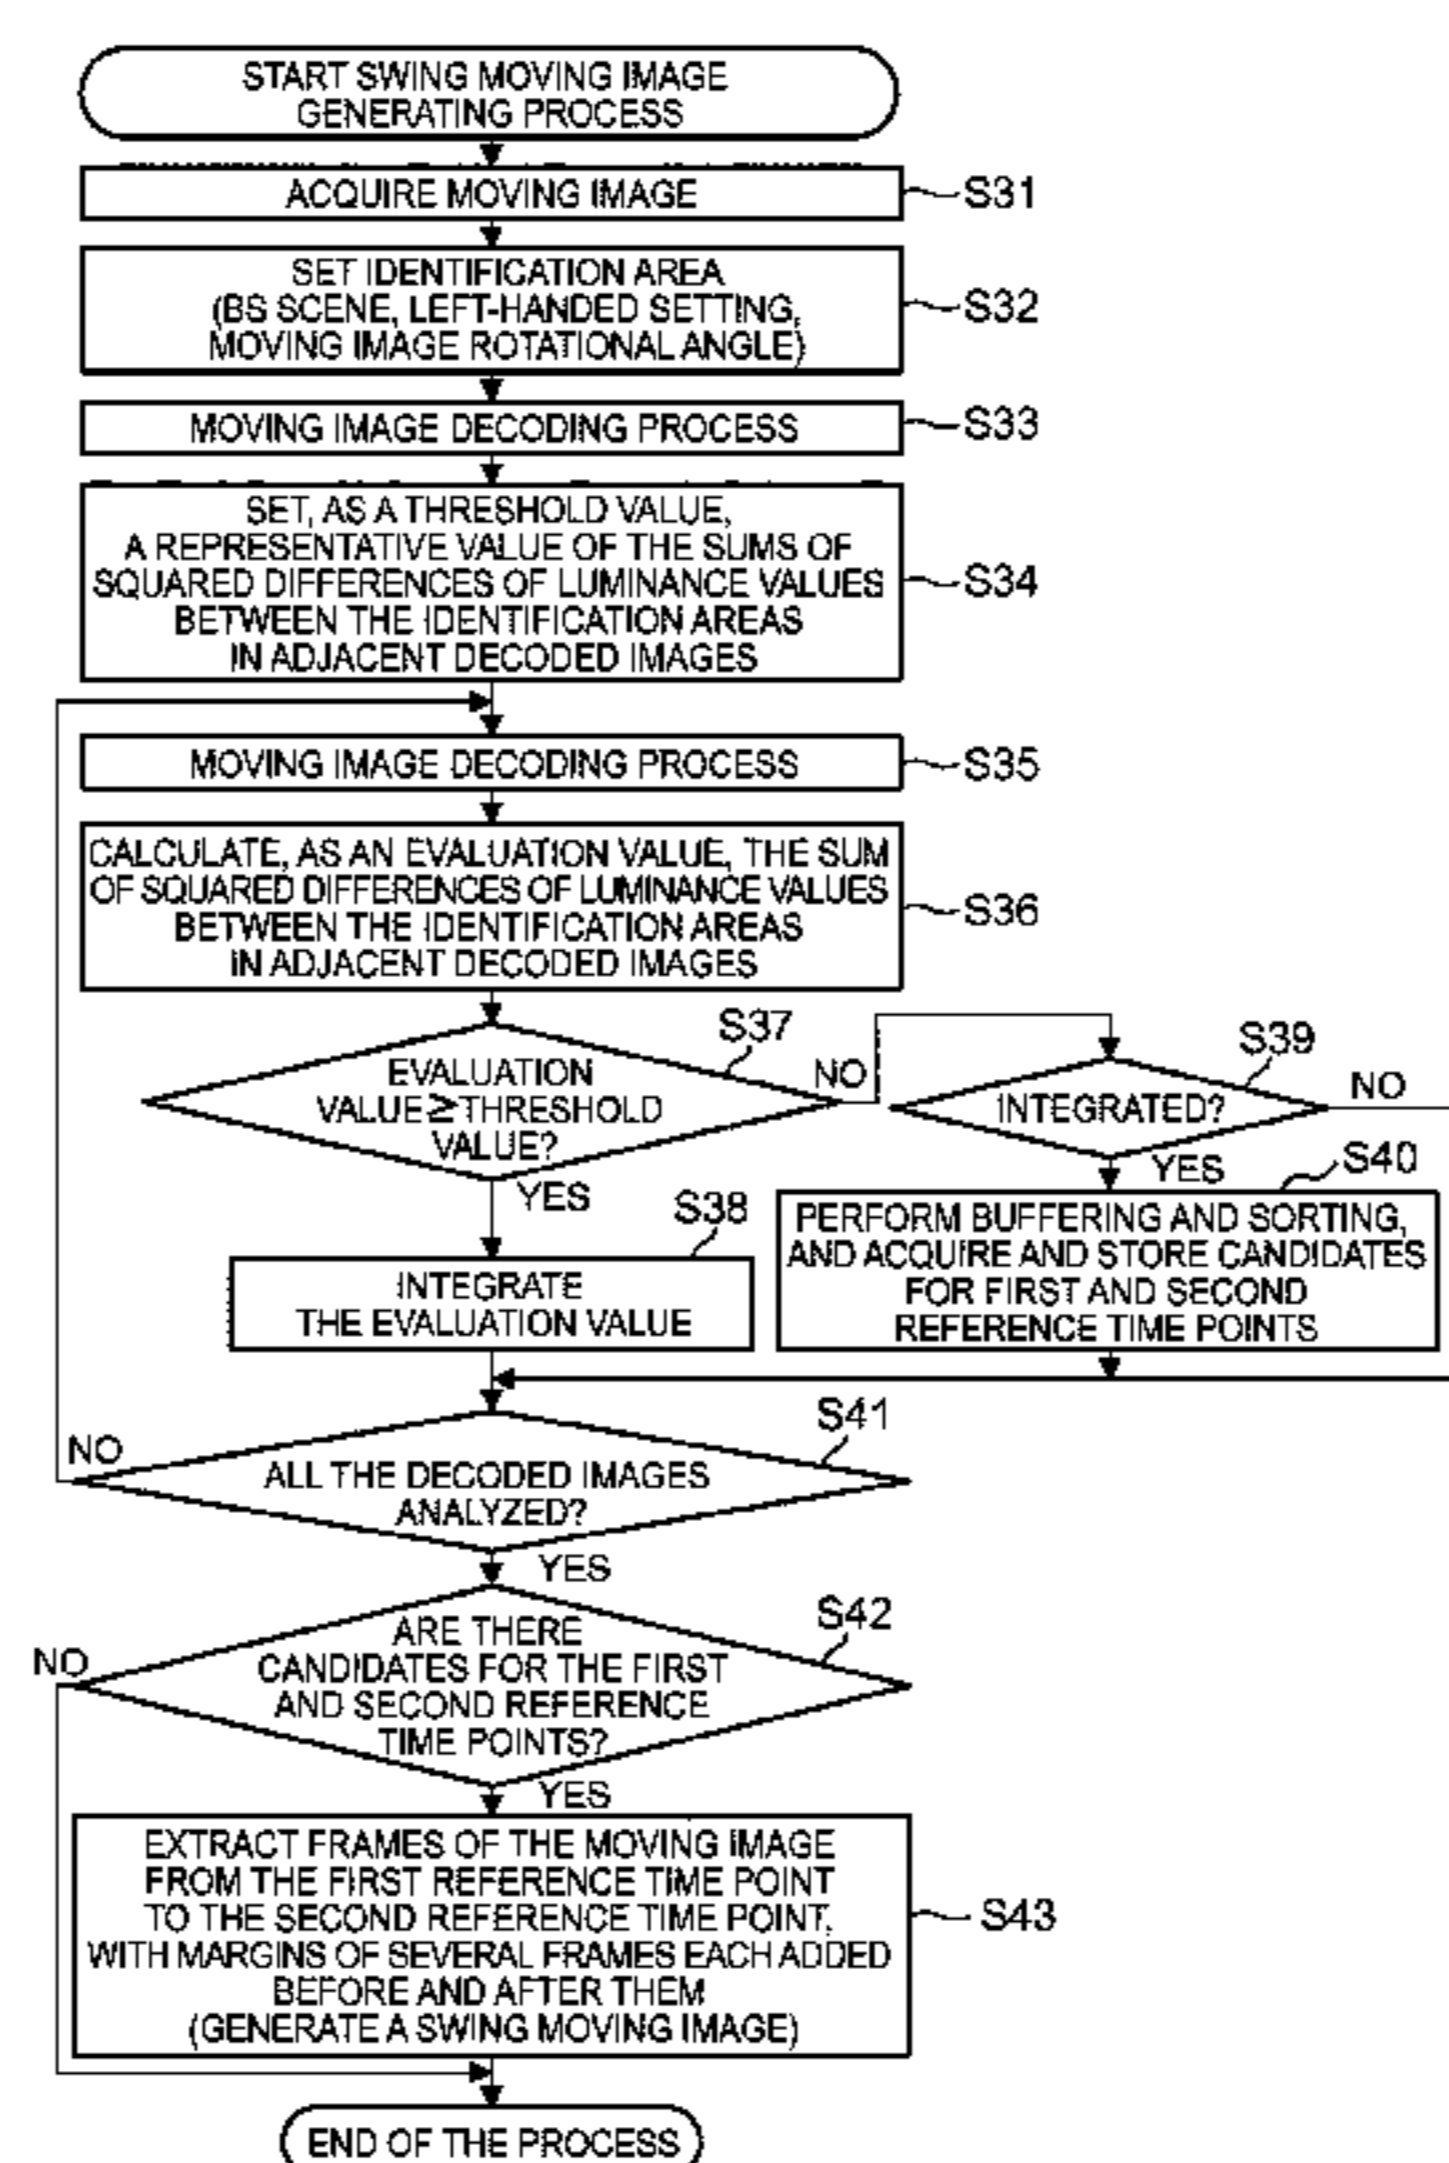 START SWING MOVING IMAGE
GENERATING PROCESS
ACQUIRE MOVING IMAGE
S31
SET IDENTIFICATION AREA
(BS SCENE, LEFT-HANDED SETTING,
MOVING IMAGE ROTATIONAL ANGLE)
S32
MOVING IMAGE DECODING PROCESS
S33
SET, AS A THRESHOLD VALUE,
A REPRESENTATIVE VALUE OF THE SUMS OF
SQUARED DIFFERENCES OF LUMINANCE VALUES
BETWEEN THE IDENTIFICATION AREAS
IN ADJACENT DECODED IMAGES
S34
MOVING IMAGE DECODING PROCESS
S35
CALCULATE, AS AN EVALUATION VALUE, THE SUM
OF SQUARED DIFFERENCES OF LUMINANCE VALUES
BETWEEN THE IDENTIFICATION AREAS
IN ADJACENT DECODED IMAGES
S36
S37
EVALUATION
VALUE≥THRESHOLD
VALUE?
NO
YES
S39
INTEGRATED?
NO
YES
S38
INTEGRATE
THE EVALUATION VALUE
S40
PERFORM BUFFERING AND SORTING,
AND ACQUIRE AND STORE CANDIDATES
FOR FIRST AND SECOND
REFERENCE TIME POINTS
S41
NO
ALL THE DECODED IMAGES
ANALYZED?
YES
S42
NO
ARE THERE
CANDIDATES FOR THE FIRST
AND SECOND REFERENCE
TIME POINTS?
YES
EXTRACT FRAMES OF THE MOVING IMAGE
FROM THE FIRST REFERENCE TIME POINT
TO THE SECOND REFERENCE TIME POINT,
WITH MARGINS OF SEVERAL FRAMES EACH ADDED
BEFORE AND AFTER THEM
(GENERATE A SWING MOVING IMAGE)
S43
END OF THE PROCESS